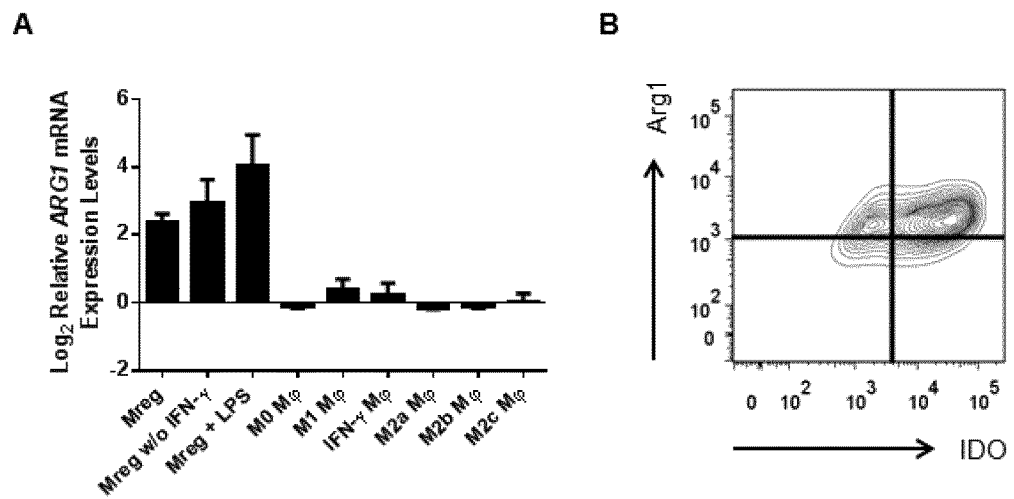 A
Log2 Relative ARG1 mRNA
Expression Levels
6
4
2
0
-2
Mreg
Mreg w/o IFN-γ
Mreg + LPS
M0 Mφ
M1 Mφ
IFN-γ Mφ
M2a Mφ
M2b Mφ
M2c Mφ
B
Arg1
10^5
10^4
10^3
10^2
0
0 10^2 10^3 10^4 10^5
IDO